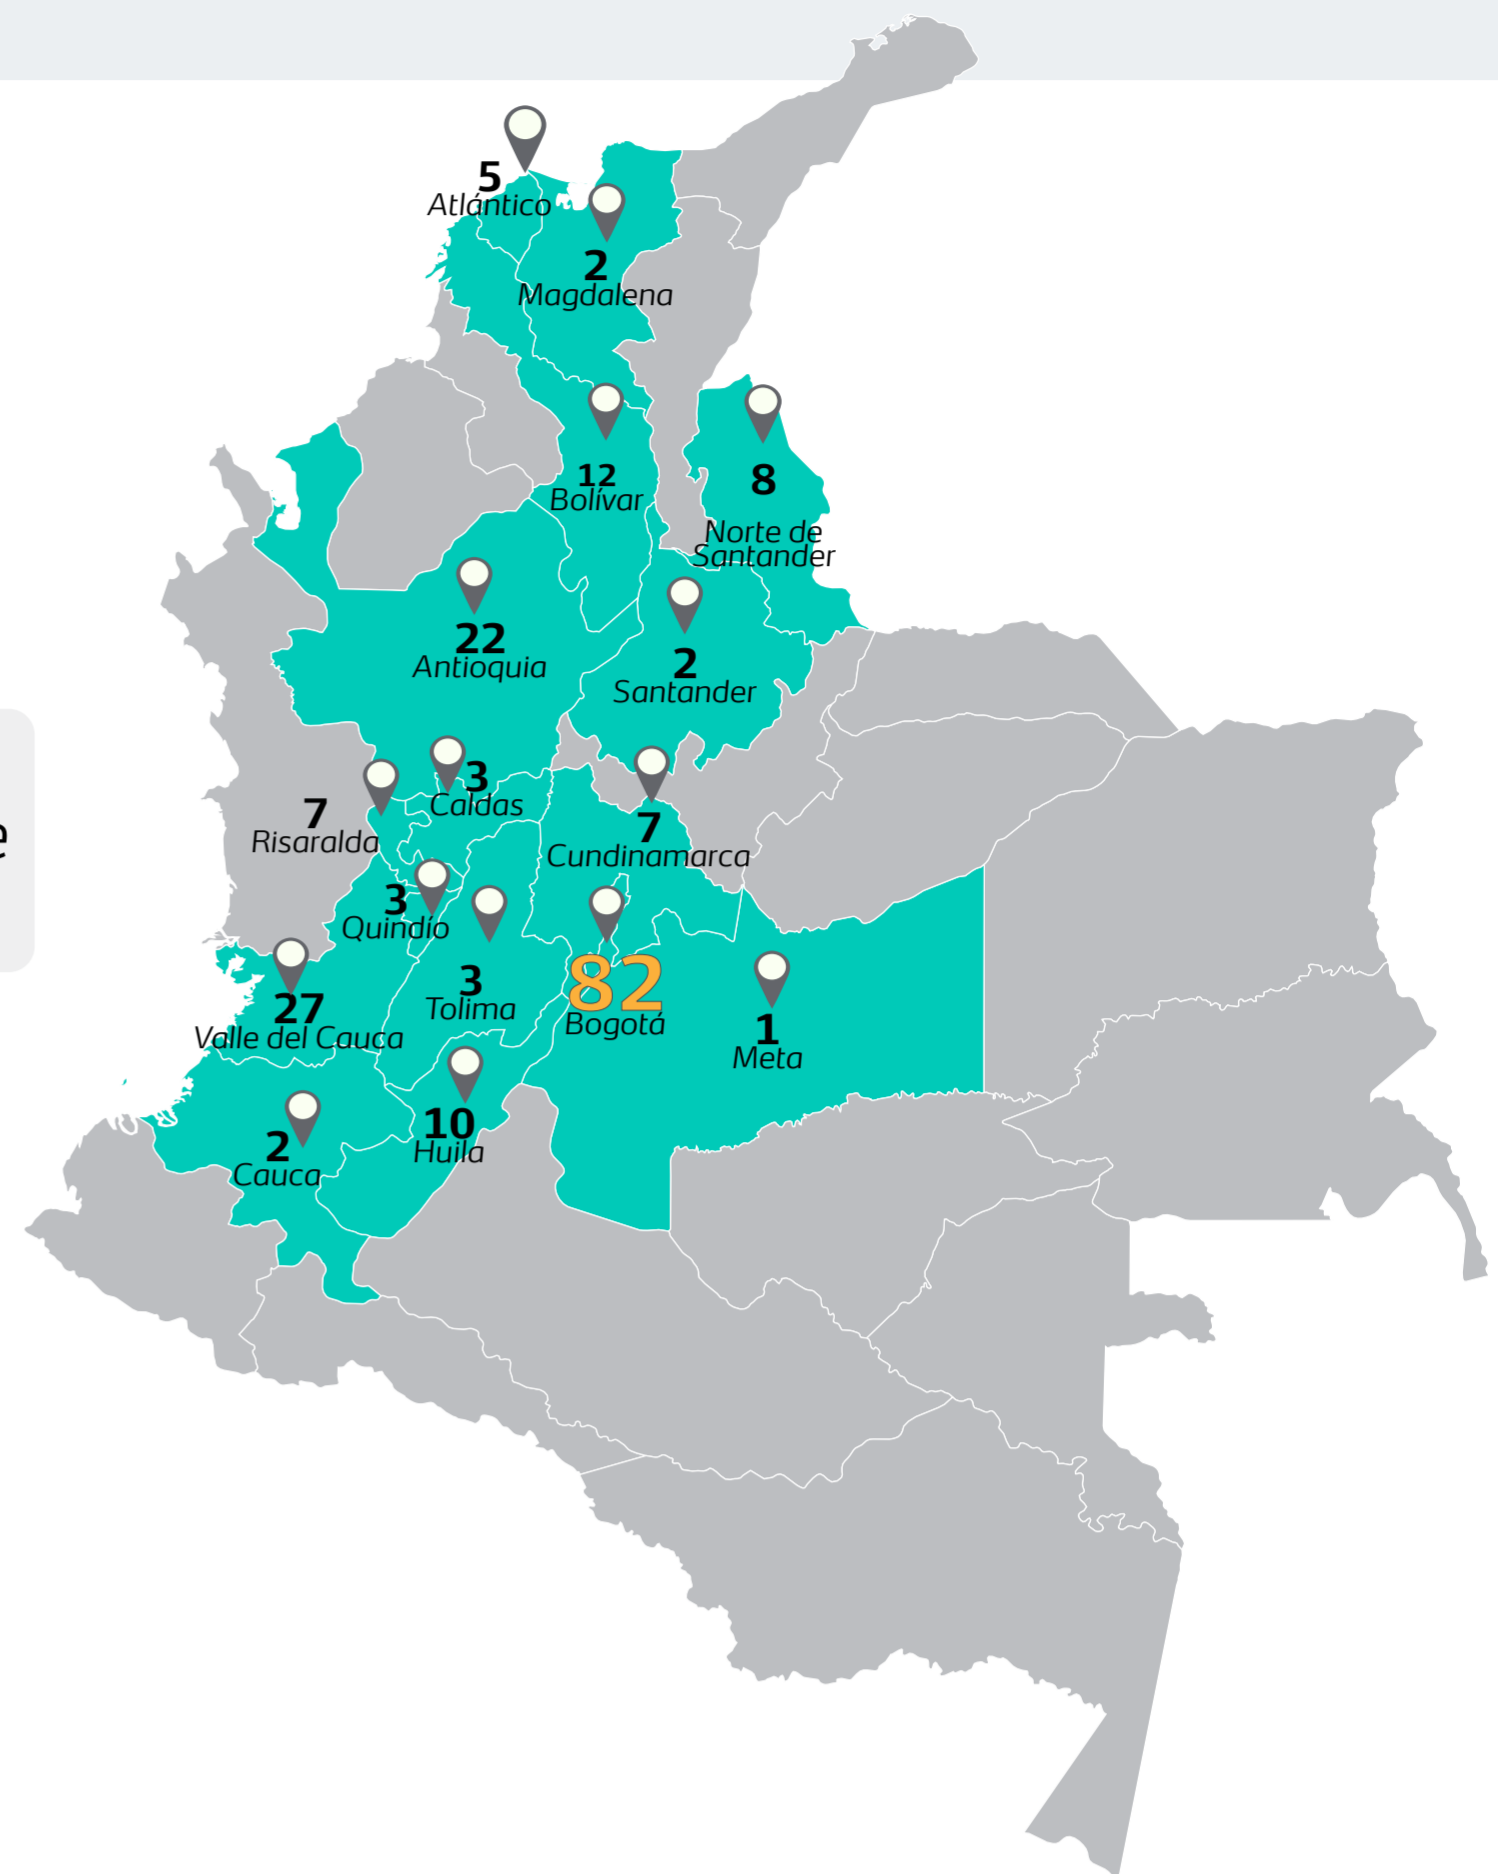 5
Atlántico
2
Magdalena
12
Bolívar
8
Norte de
Santander
22
Antioquia
2
Santander
3
Caldas
7
Risaralda
7
Cundinamarca
3
Quindío
3
Tolima
82
Bogotá
27
Valle del Cauca
1
Meta
10
Huila
2
Cauca
e